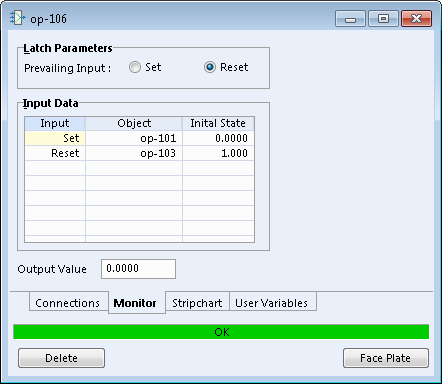 op-106
Latch Parameters
Prevailing Input : Set Reset
Input Data
Input Object Inital State
Set op-101 0.0000
Reset op-103 1.000
Output Value 0.0000
Connections Monitor Stripchart User Variables
OK
Delete Face Plate